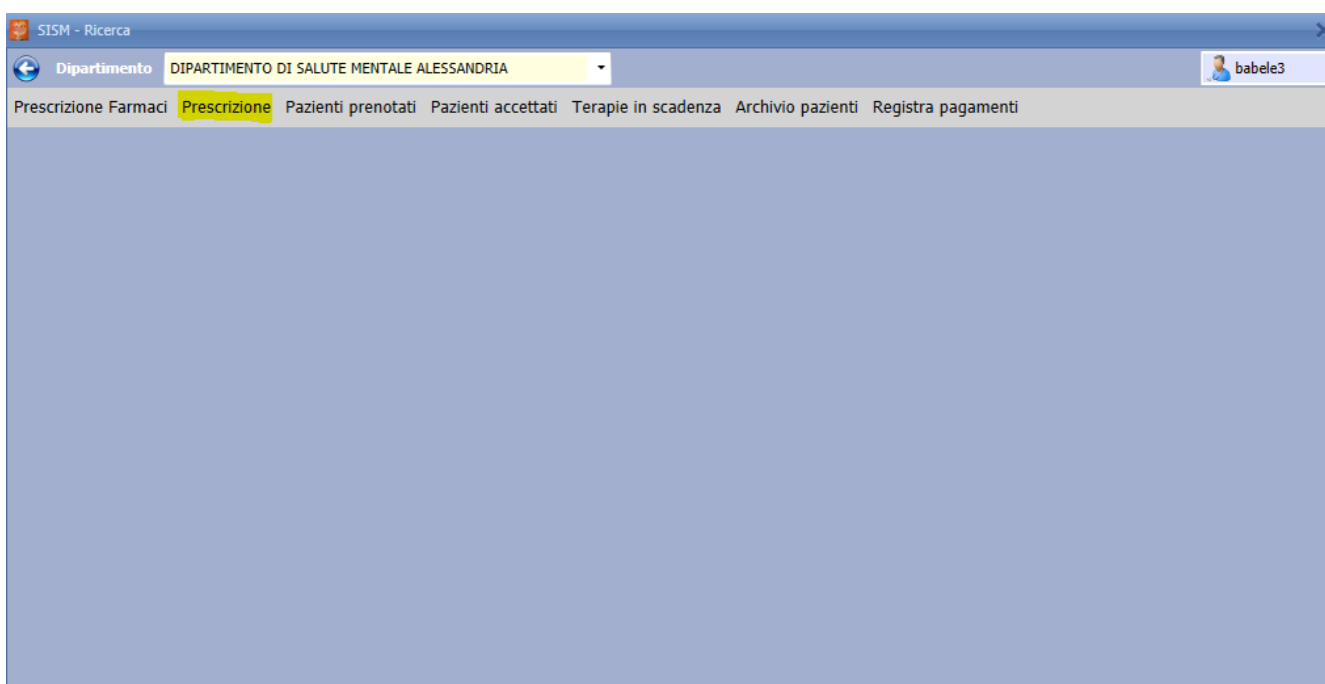 SISM - Ricerca
Dipartimento DIPARTIMENTO DI SALUTE MENTALE ALESSANDRIA babele3
Prescrizione Farmaci Prescrizione Pazienti prenotati Pazienti accettati Terapie in scadenza Archivio pazienti Registra pagamenti